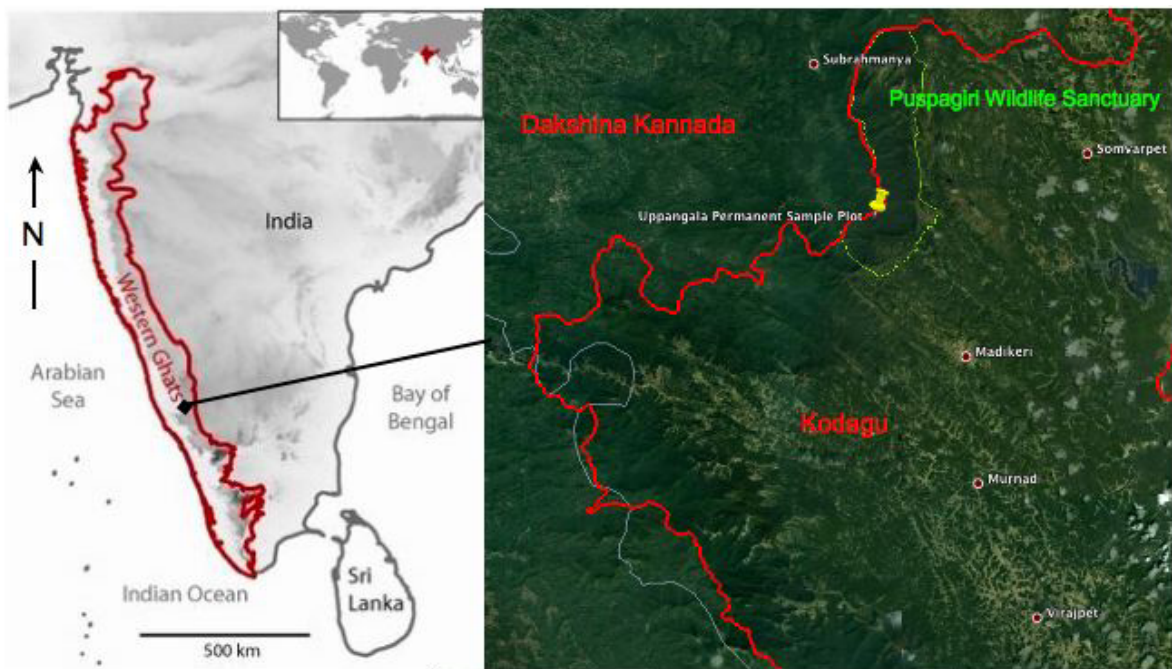 N
India
Western Ghats
Arabian
Sea
Bay of
Bengal
Sri
Lanka
Indian Ocean
500 km
Subrahmanya
Puspagiri Wildlife Sanctuary
Dakshina Kannada
Somvarpet
Uppangala Permanent Sample Plot
Madikeri
Kodagu
Murnad
Virajpet